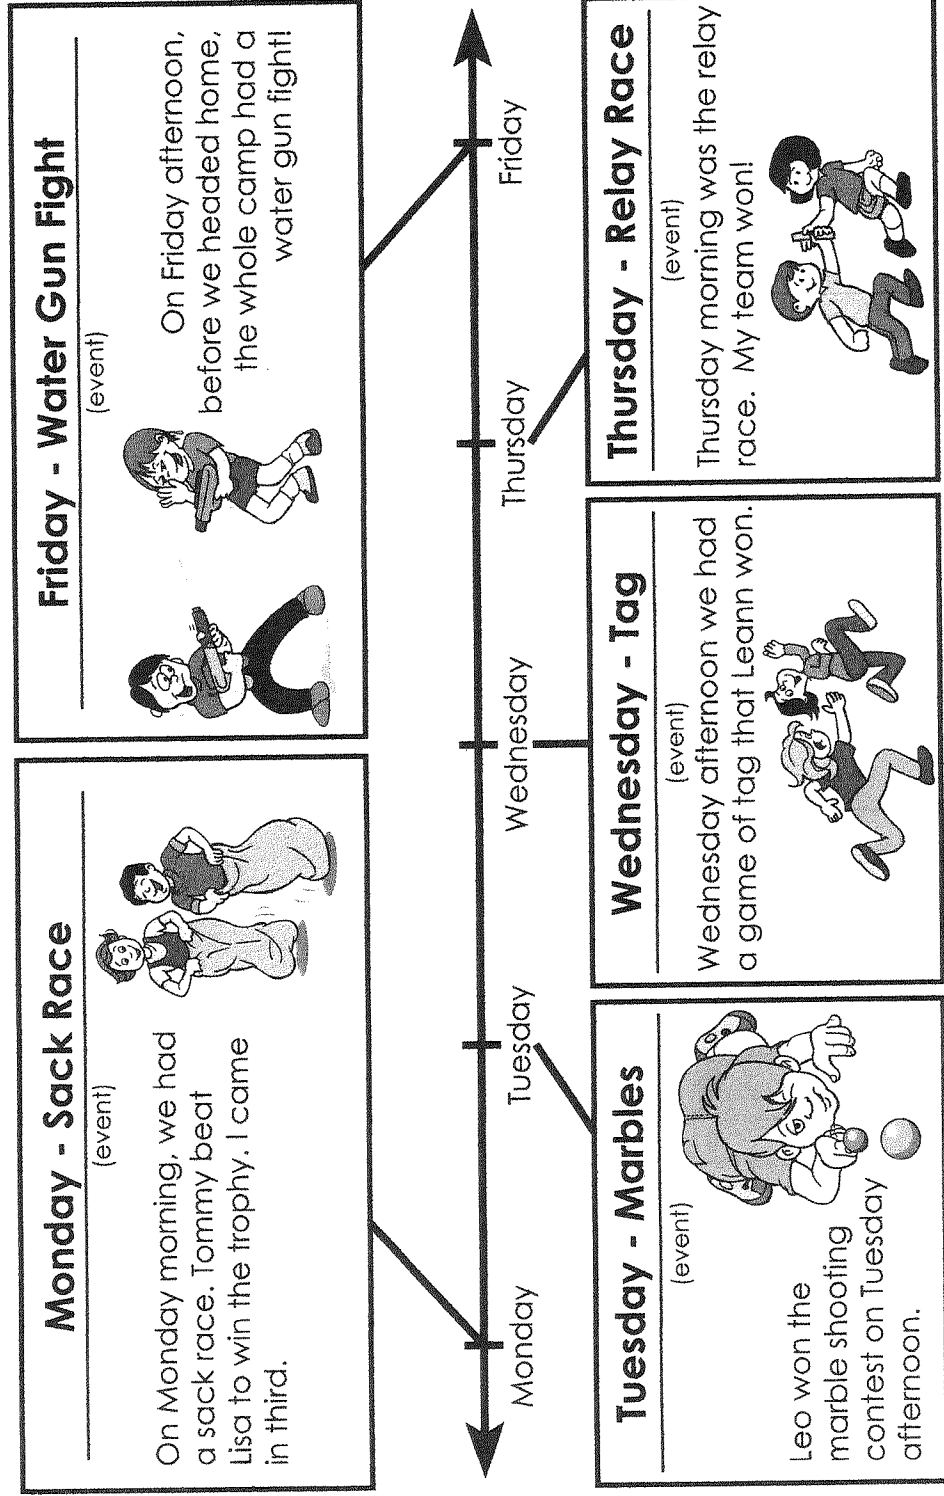 Monday - Sack Race
(event)
On Monday morning, we had
a sack race. Tommy beat
Lisa to win the trophy. I came
in third.
Friday - Water Gun Fight
(event)
On Friday afternoon,
before we headed home,
the whole camp had a
water gun fight!
Monday
Tuesday
Wednesday
Thursday
Friday
Tuesday - Marbles
(event)
Leo won the
marble shooting
contest on Tuesday
afternoon.
Wednesday - Tag
(event)
Wednesday afternoon we had
a game of tag that Leann won.
Thursday - Relay Race
(event)
Thursday morning was the relay
race. My team won!